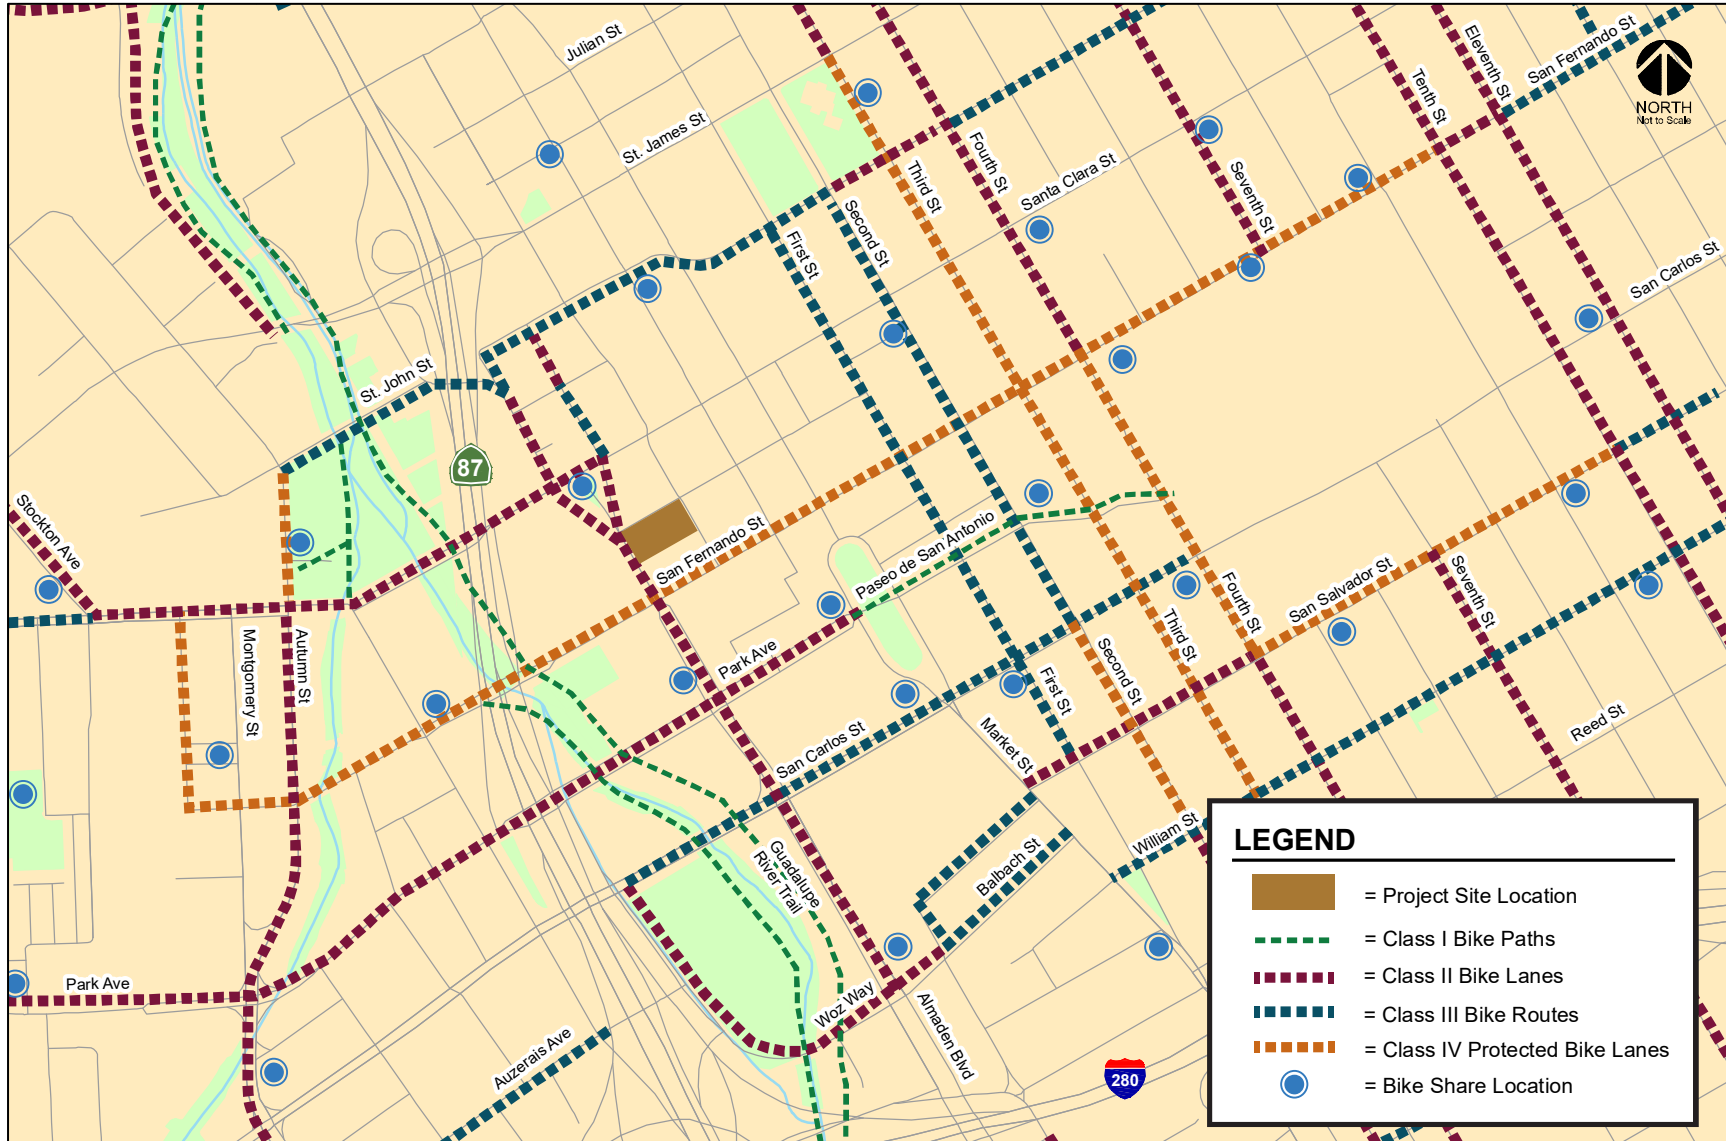 Julian St
St. James St
Santa Clara St
Third St
Fourth St
Seventh St
Tenth St
Eleventh St
San Fernando St
NORTH
Not to Scale
First St
Second St
San Carlos St
St. John St
87
Stockton Ave
San Fernando St
Paseo de San Antonio
Park Ave
Montgomery St
Autumn St
San Carlos St
Market St
First St
Second St
Third St
Fourth St
San Salvador St
Seventh St
Reed St
William St
Balbach St
Guadalupe
River Trail
Park Ave
Woz Way
Almaden Blvd
Auzerais Ave
280
LEGEND
= Project Site Location
= Class I Bike Paths
= Class II Bike Lanes
= Class III Bike Routes
= Class IV Protected Bike Lanes
= Bike Share Location